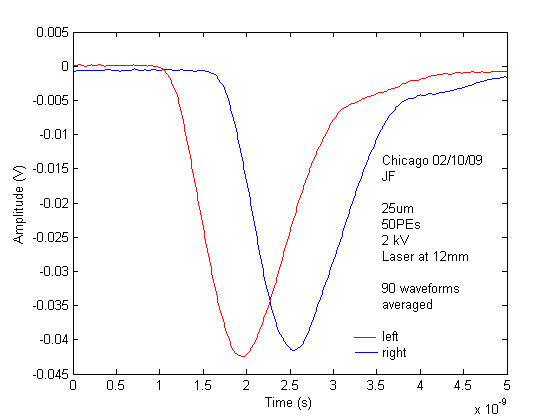 0.005
0
-0.005
-0.01
-0.015
-0.02
-0.025
-0.03
-0.035
-0.04
-0.045
Amplitude (V)
Chicago 02/10/09
JF
25um
50PEs
2 kV
Laser at 12mm
90 waveforms
averaged
left
right
0 0.5 1 1.5 2 2.5 3 3.5 4 4.5 5
Time (s)
x 10^-9